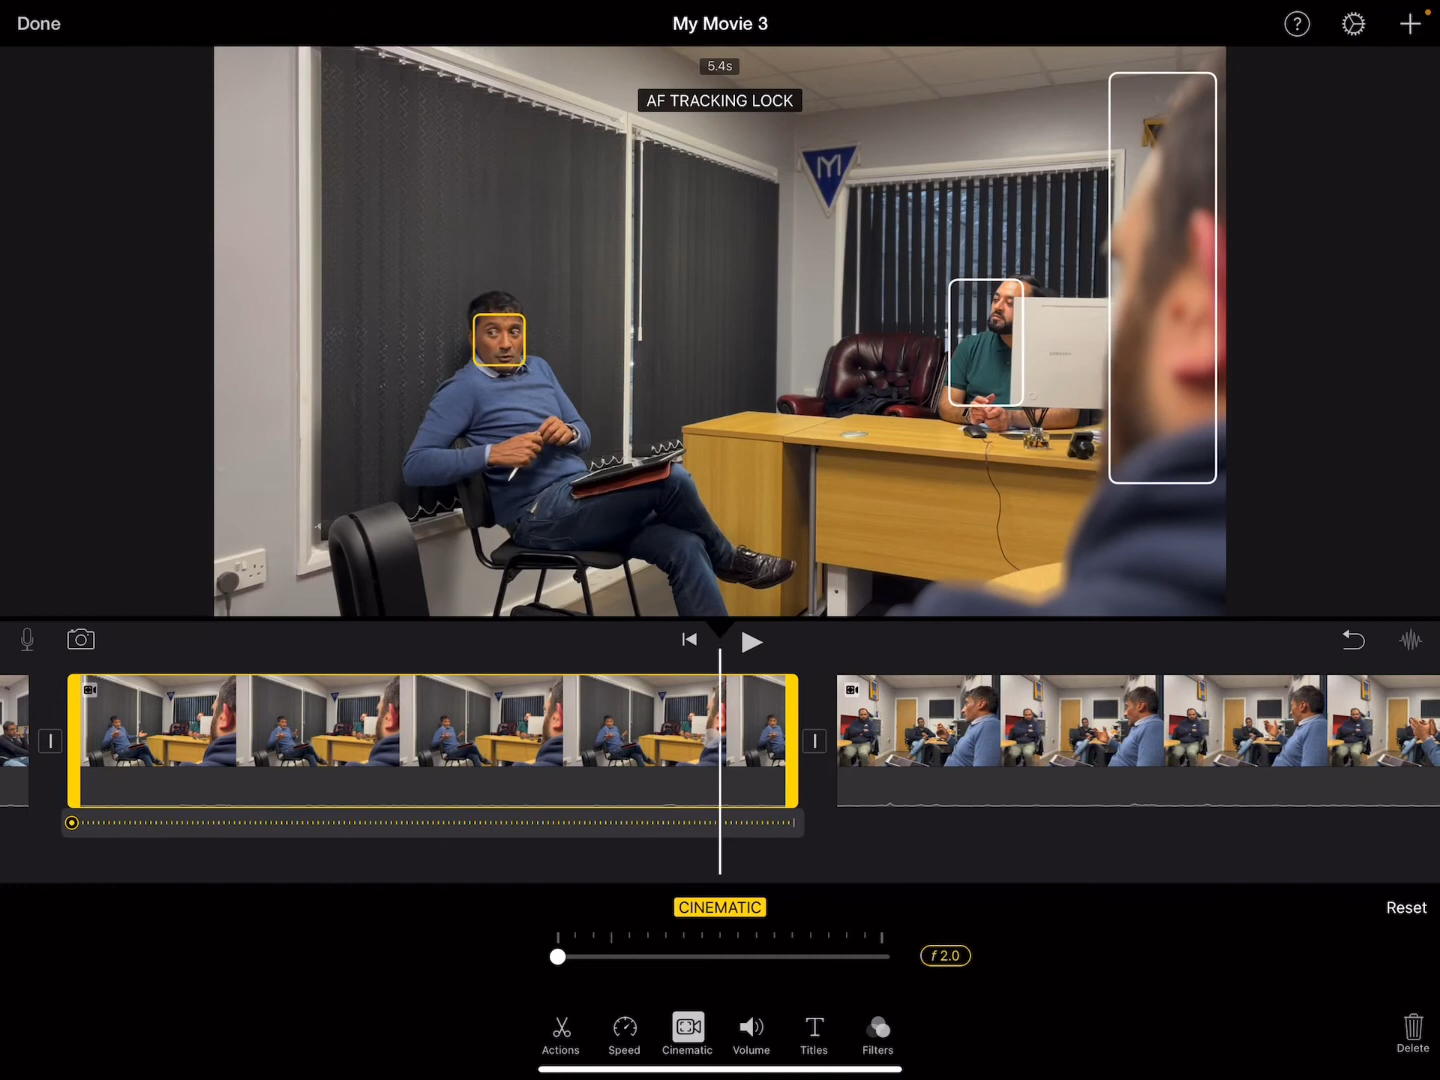 Done
My Movie 3
?
5.4s
AF TRACKING LOCK
M
SAMSUNG
CINEMATIC
Reset
f 2.0
Actions
Speed
Cinematic
Volume
Titles
Filters
Delete